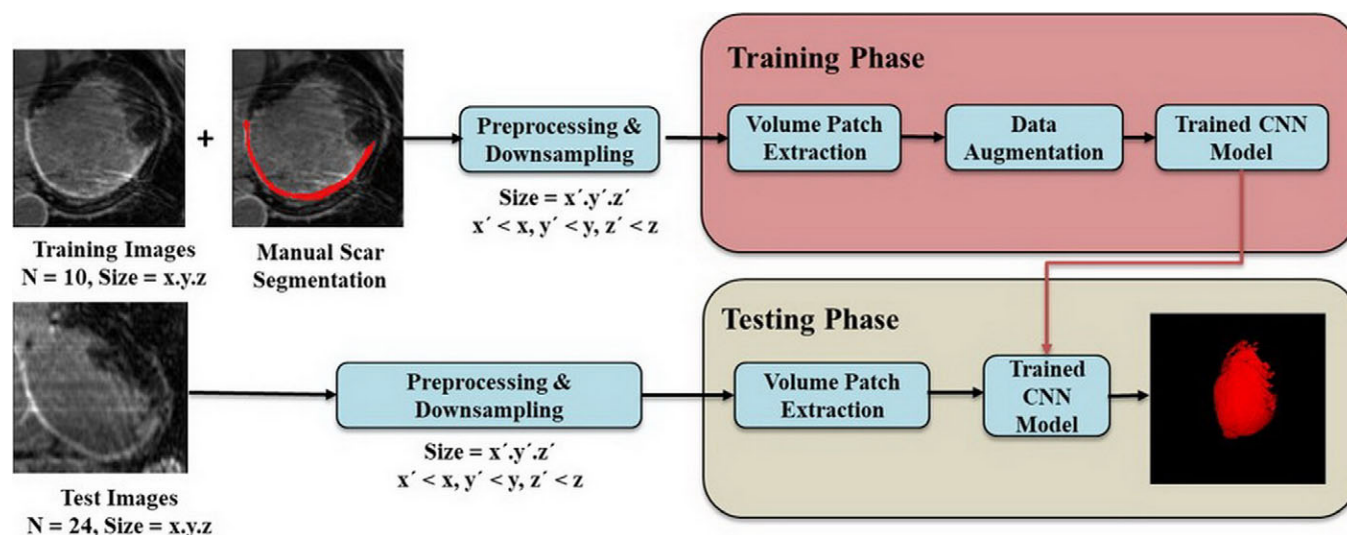 Training Phase
+
Preprocessing &
Downsampling
Volume Patch
Extraction
Data
Augmentation
Trained CNN
Model
Size = x´.y´.z´
x´ < x, y´ < y, z´ < z
Training Images
N = 10, Size = x.y.z
Manual Scar
Segmentation
Testing Phase
Preprocessing &
Downsampling
Volume Patch
Extraction
Trained
CNN
Model
Size = x´.y´.z´
x´ < x, y´ < y, z´ < z
Test Images
N = 24, Size = x.y.z